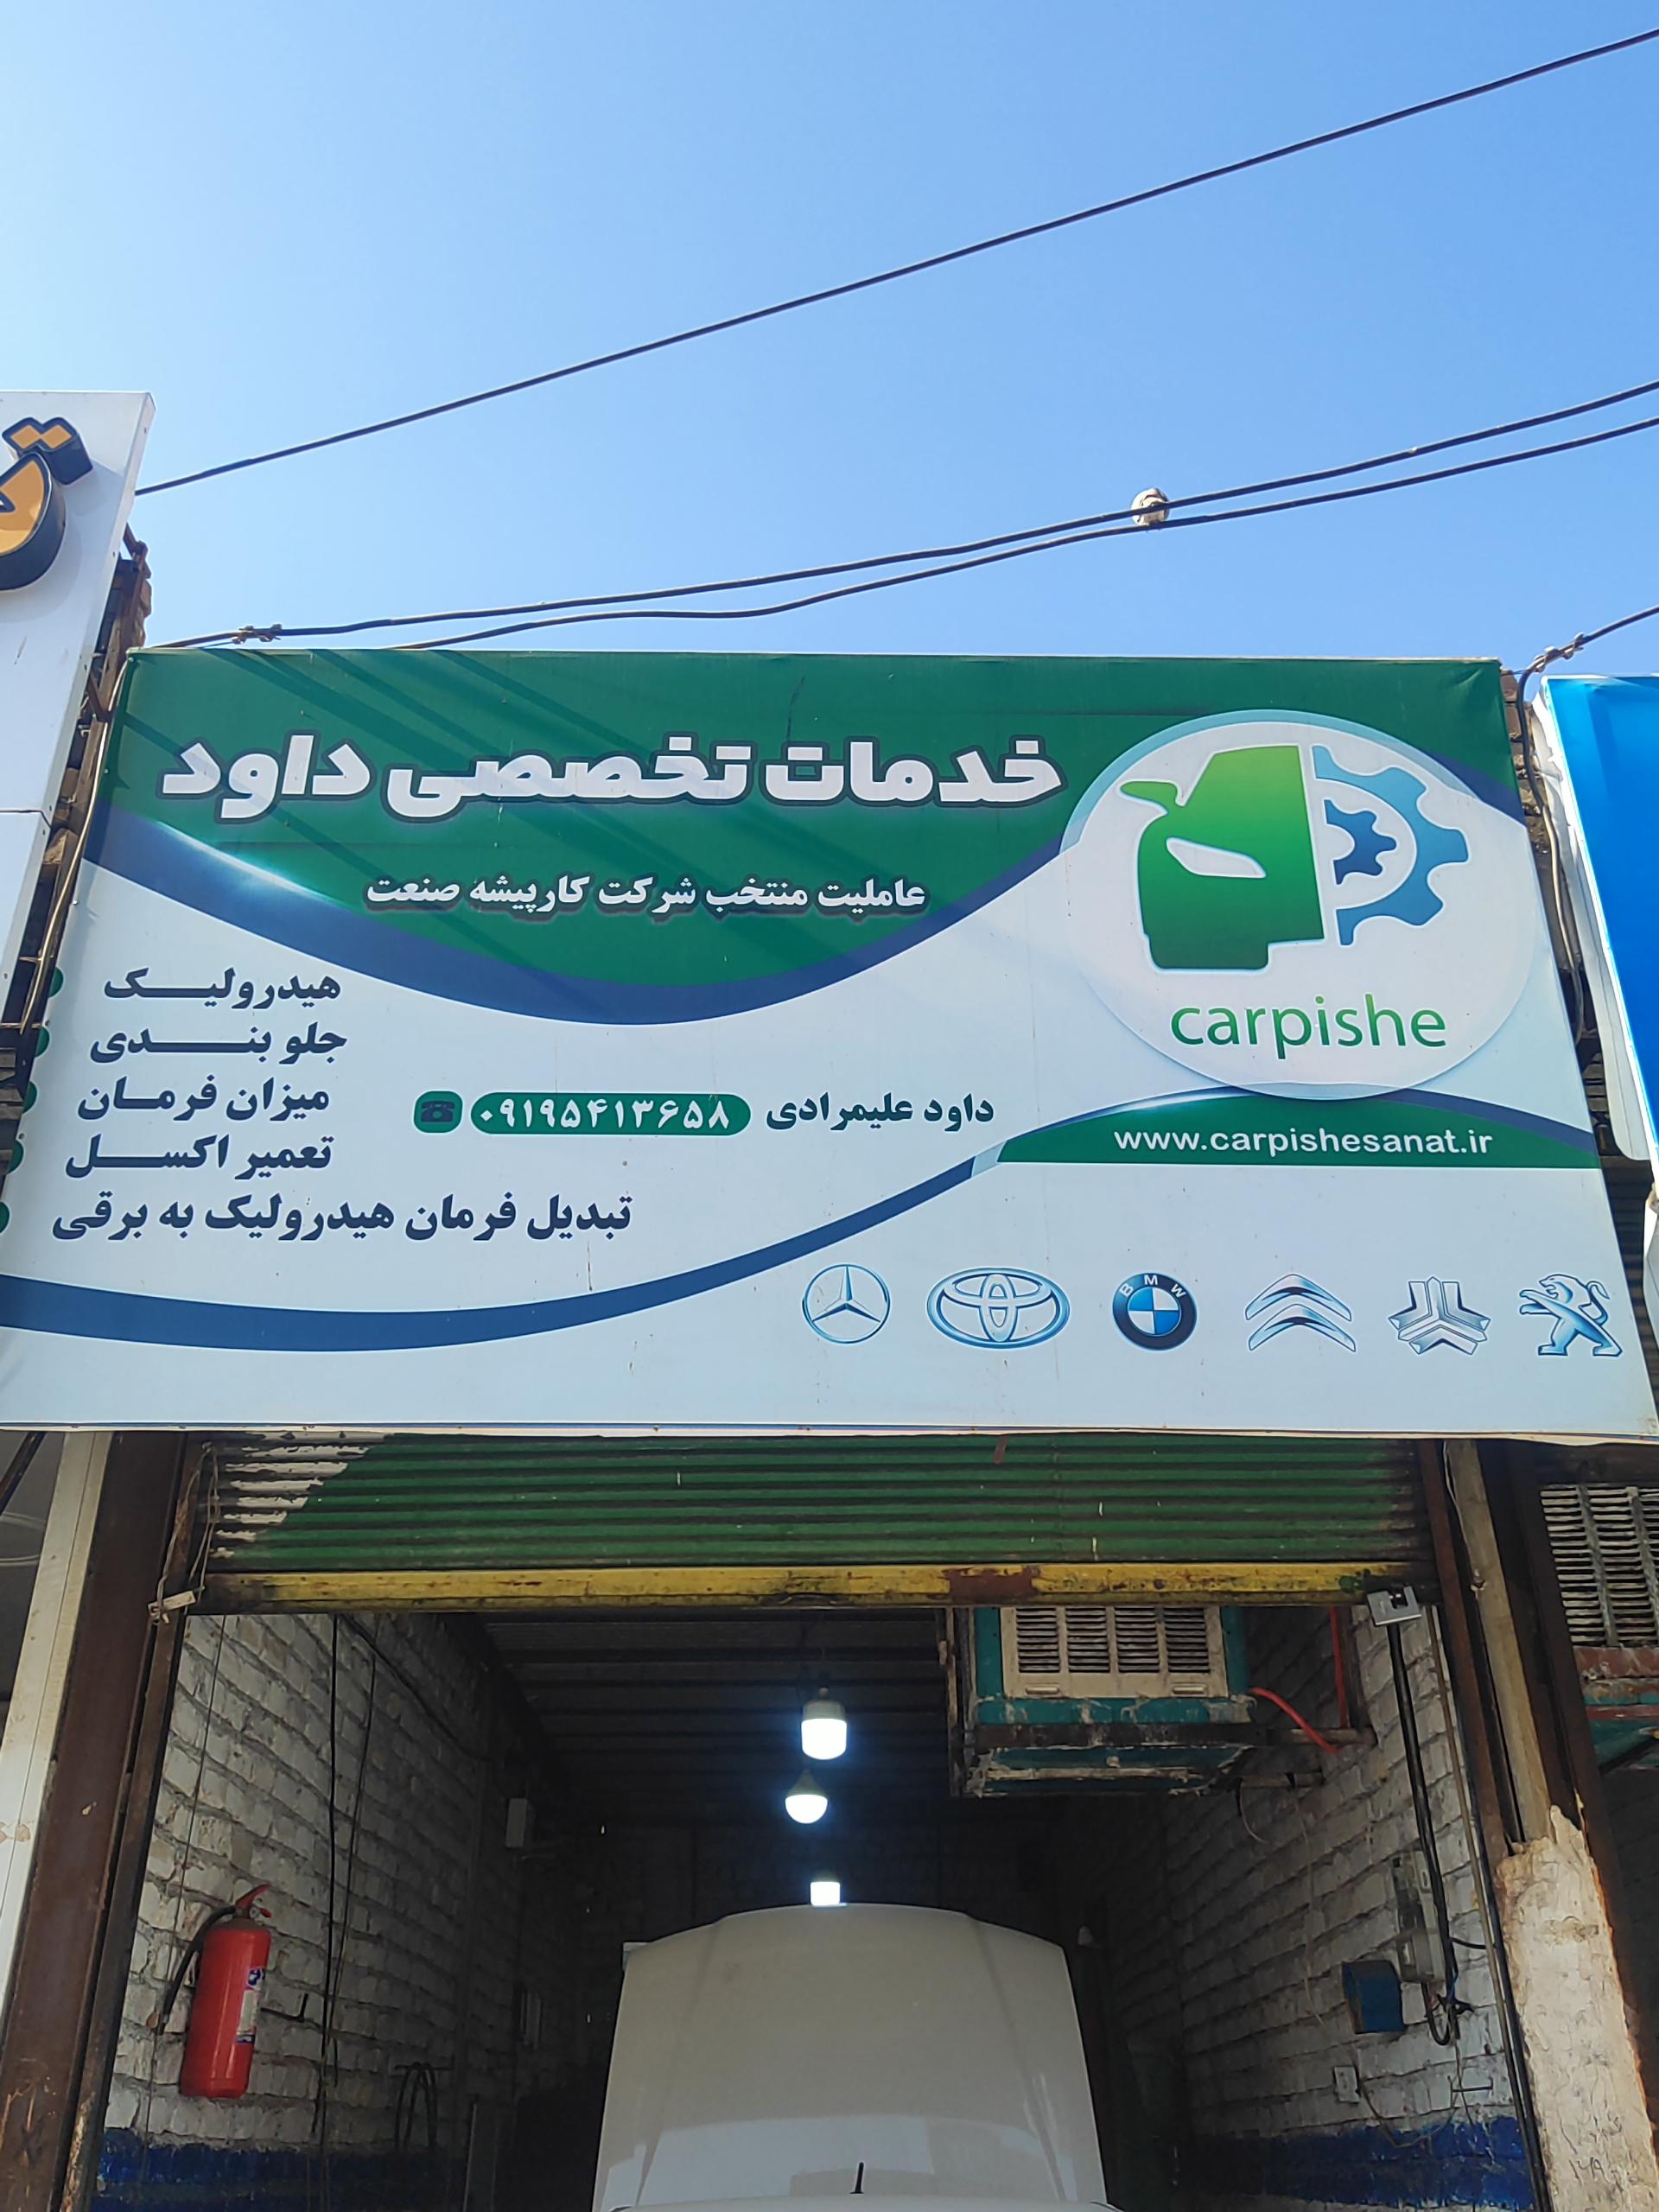 خدمات تخصصی داود
عاملیت منتخب شرکت کارپیشه صنعت
carpishe
www.carpishesanat.ir
هیدرولیک
جلو بندی
میزان فرمان
تعمیر اکسل
تبدیل فرمان هیدرولیک به برقی
داود علیمرادی ۰۹۱۹۵۴۱۳۶۵۸
BMW